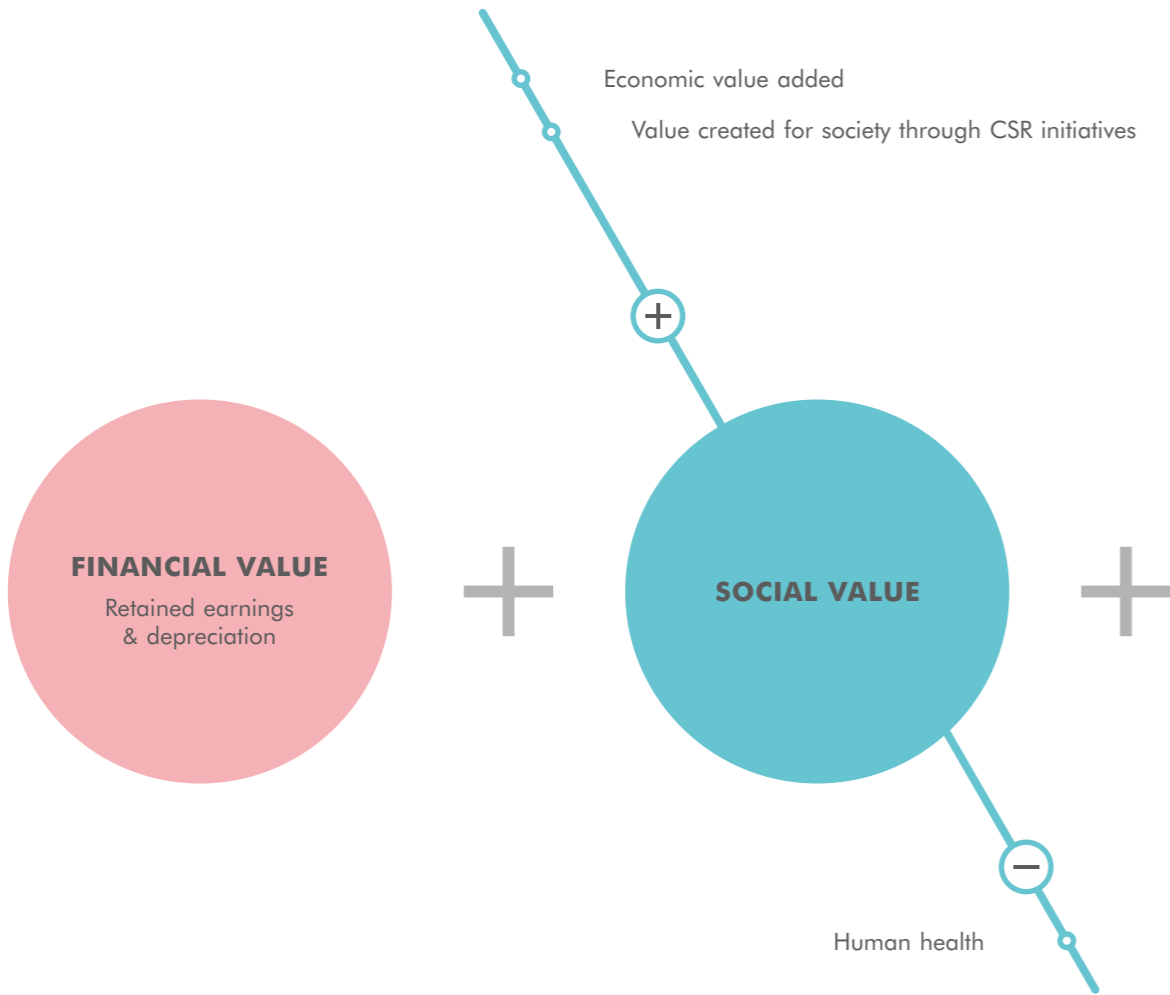 Economic value added
Value created for society through CSR initiatives
+
FINANCIAL VALUE
Retained earnings
& depreciation
+
SOCIAL VALUE
+
−
Human health